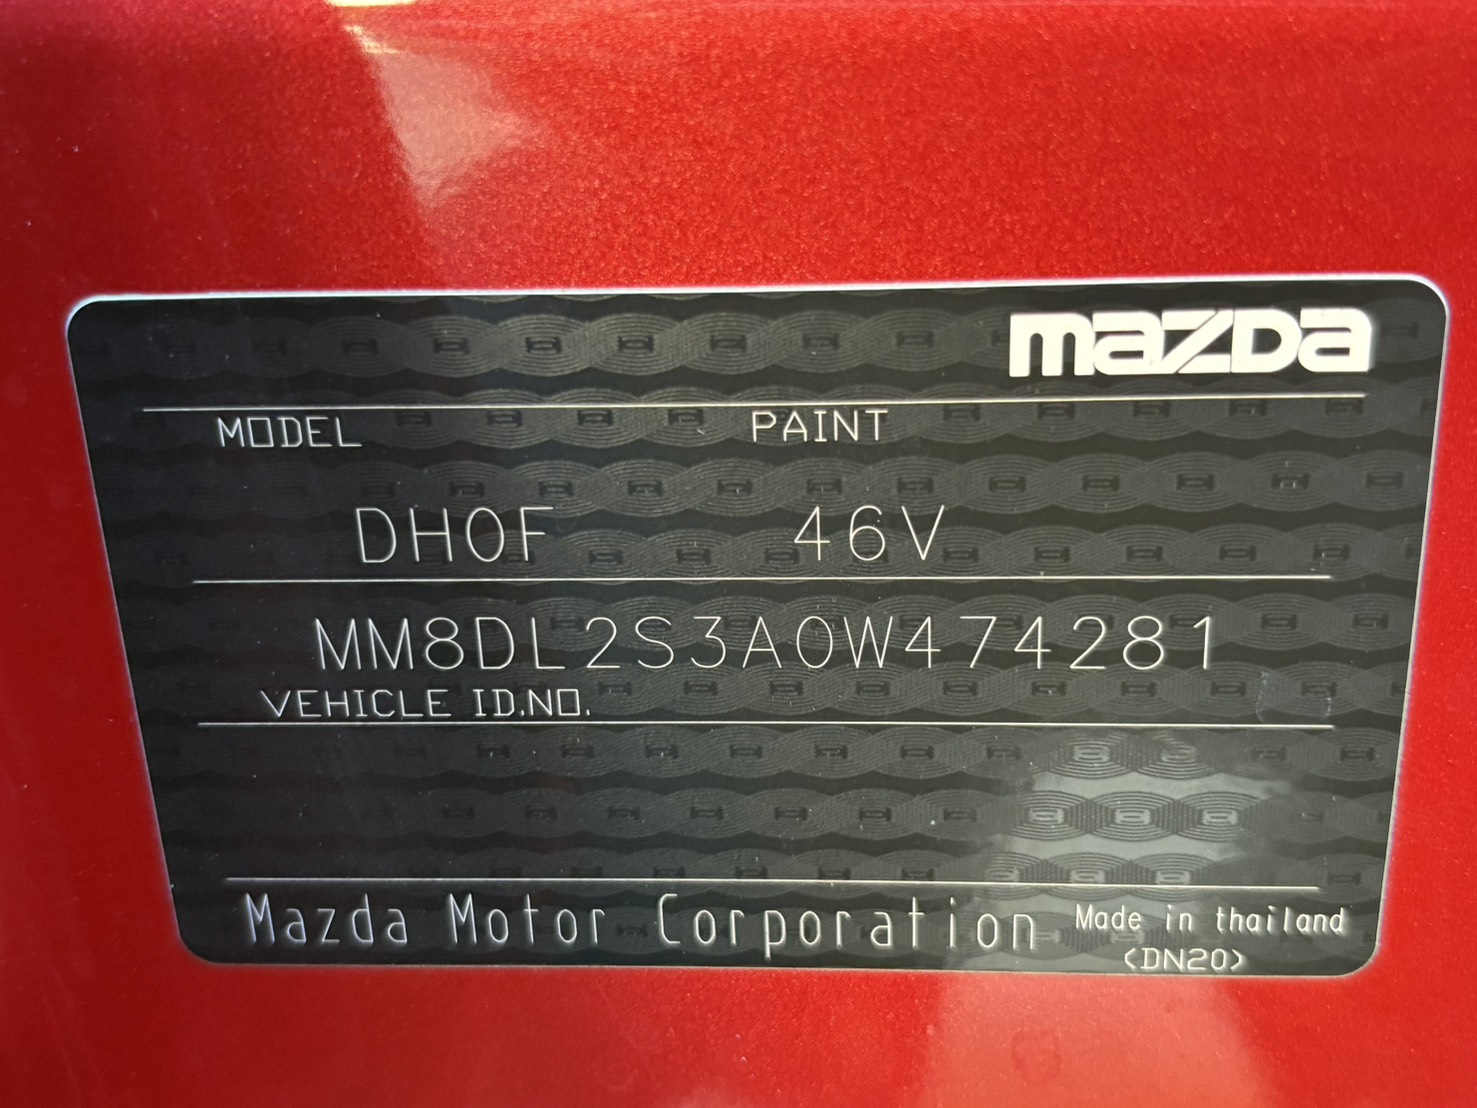 mazda
MODEL PAINT
DH0F 46V
MM8DL2S3A0W474281
VEHICLE ID.NO.
Mazda Motor Corporation Made in thailand
<DN20>